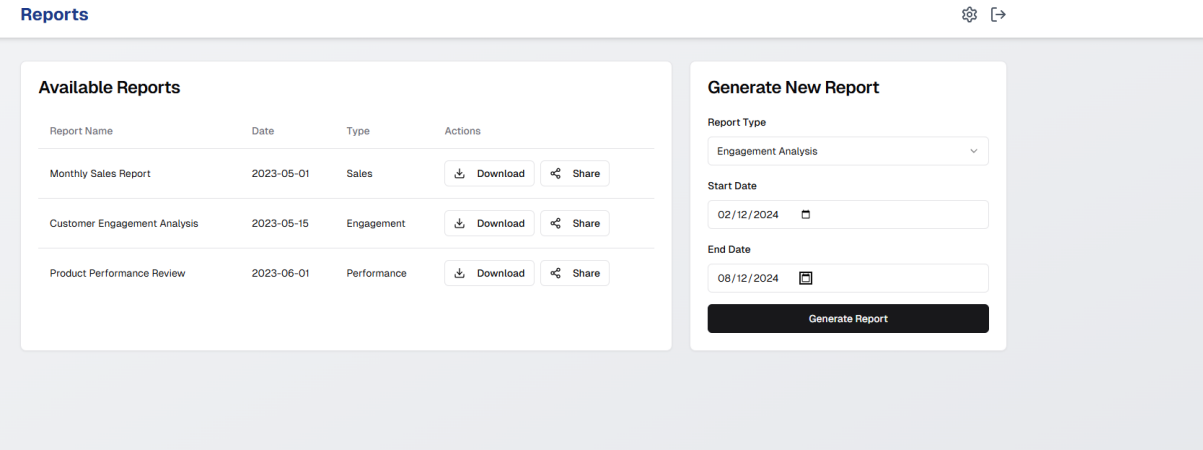 Reports
Available Reports
Report Name Date Type Actions
Monthly Sales Report 2023-05-01 Sales Download Share
Customer Engagement Analysis 2023-05-15 Engagement Download Share
Product Performance Review 2023-06-01 Performance Download Share
Generate New Report
Report Type
Engagement Analysis
Start Date
02/12/2024
End Date
08/12/2024
Generate Report